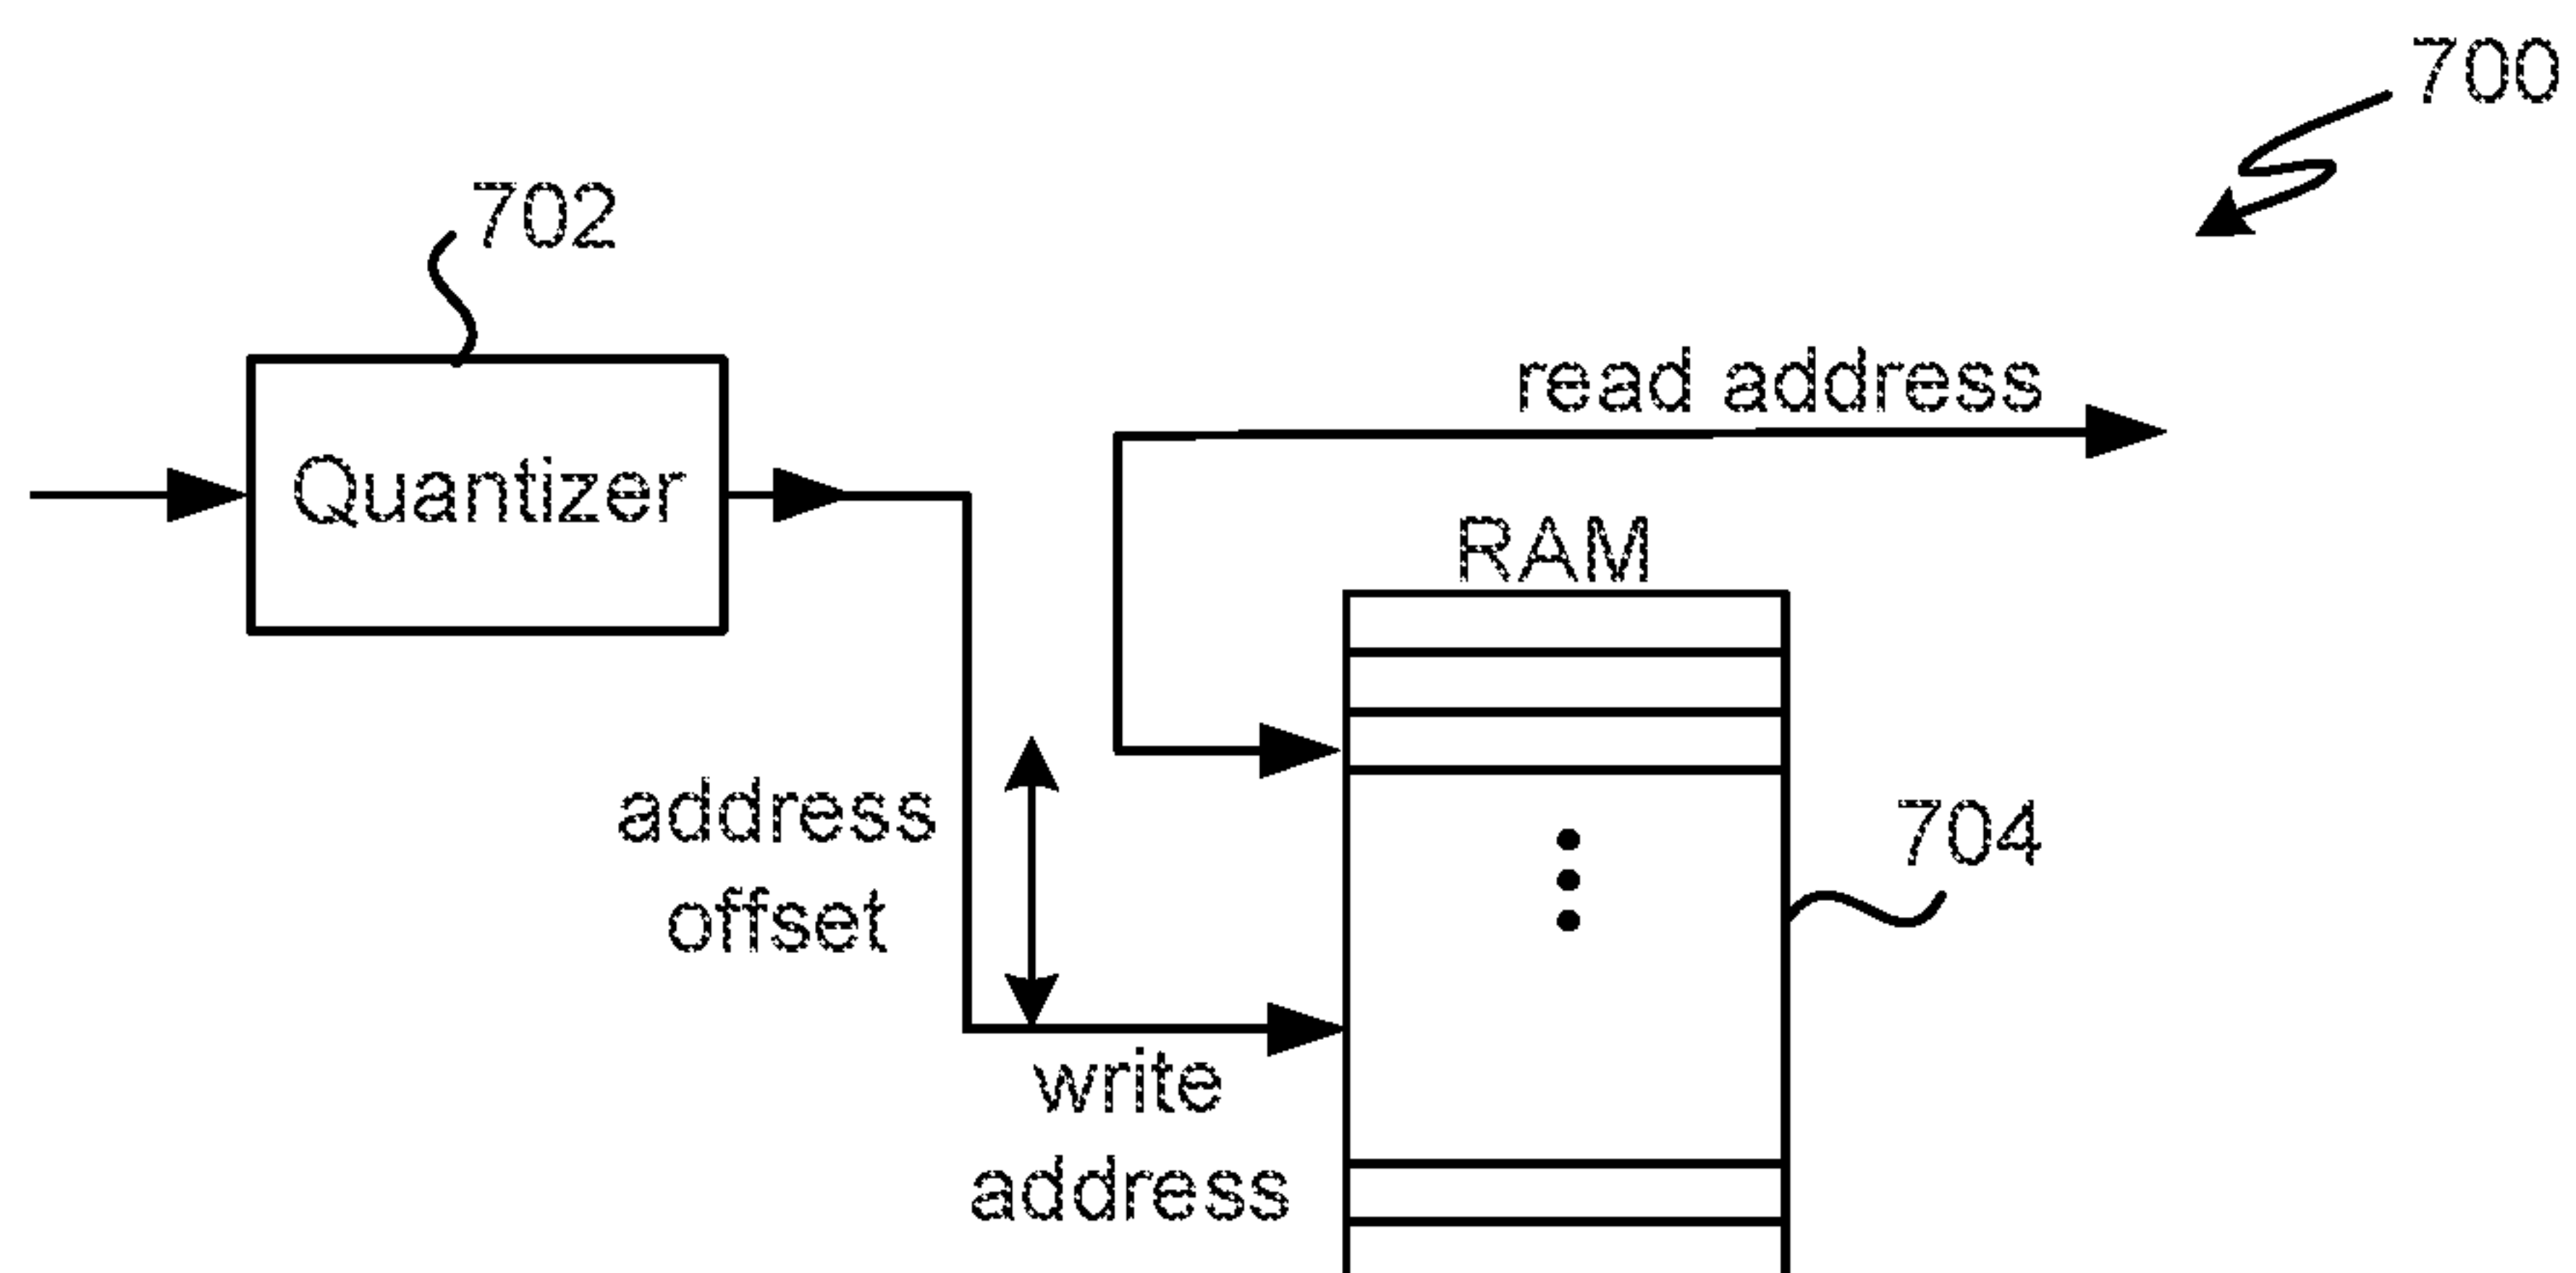 700
702
read address
Quantizer
RAM
address
offset
704
write
address